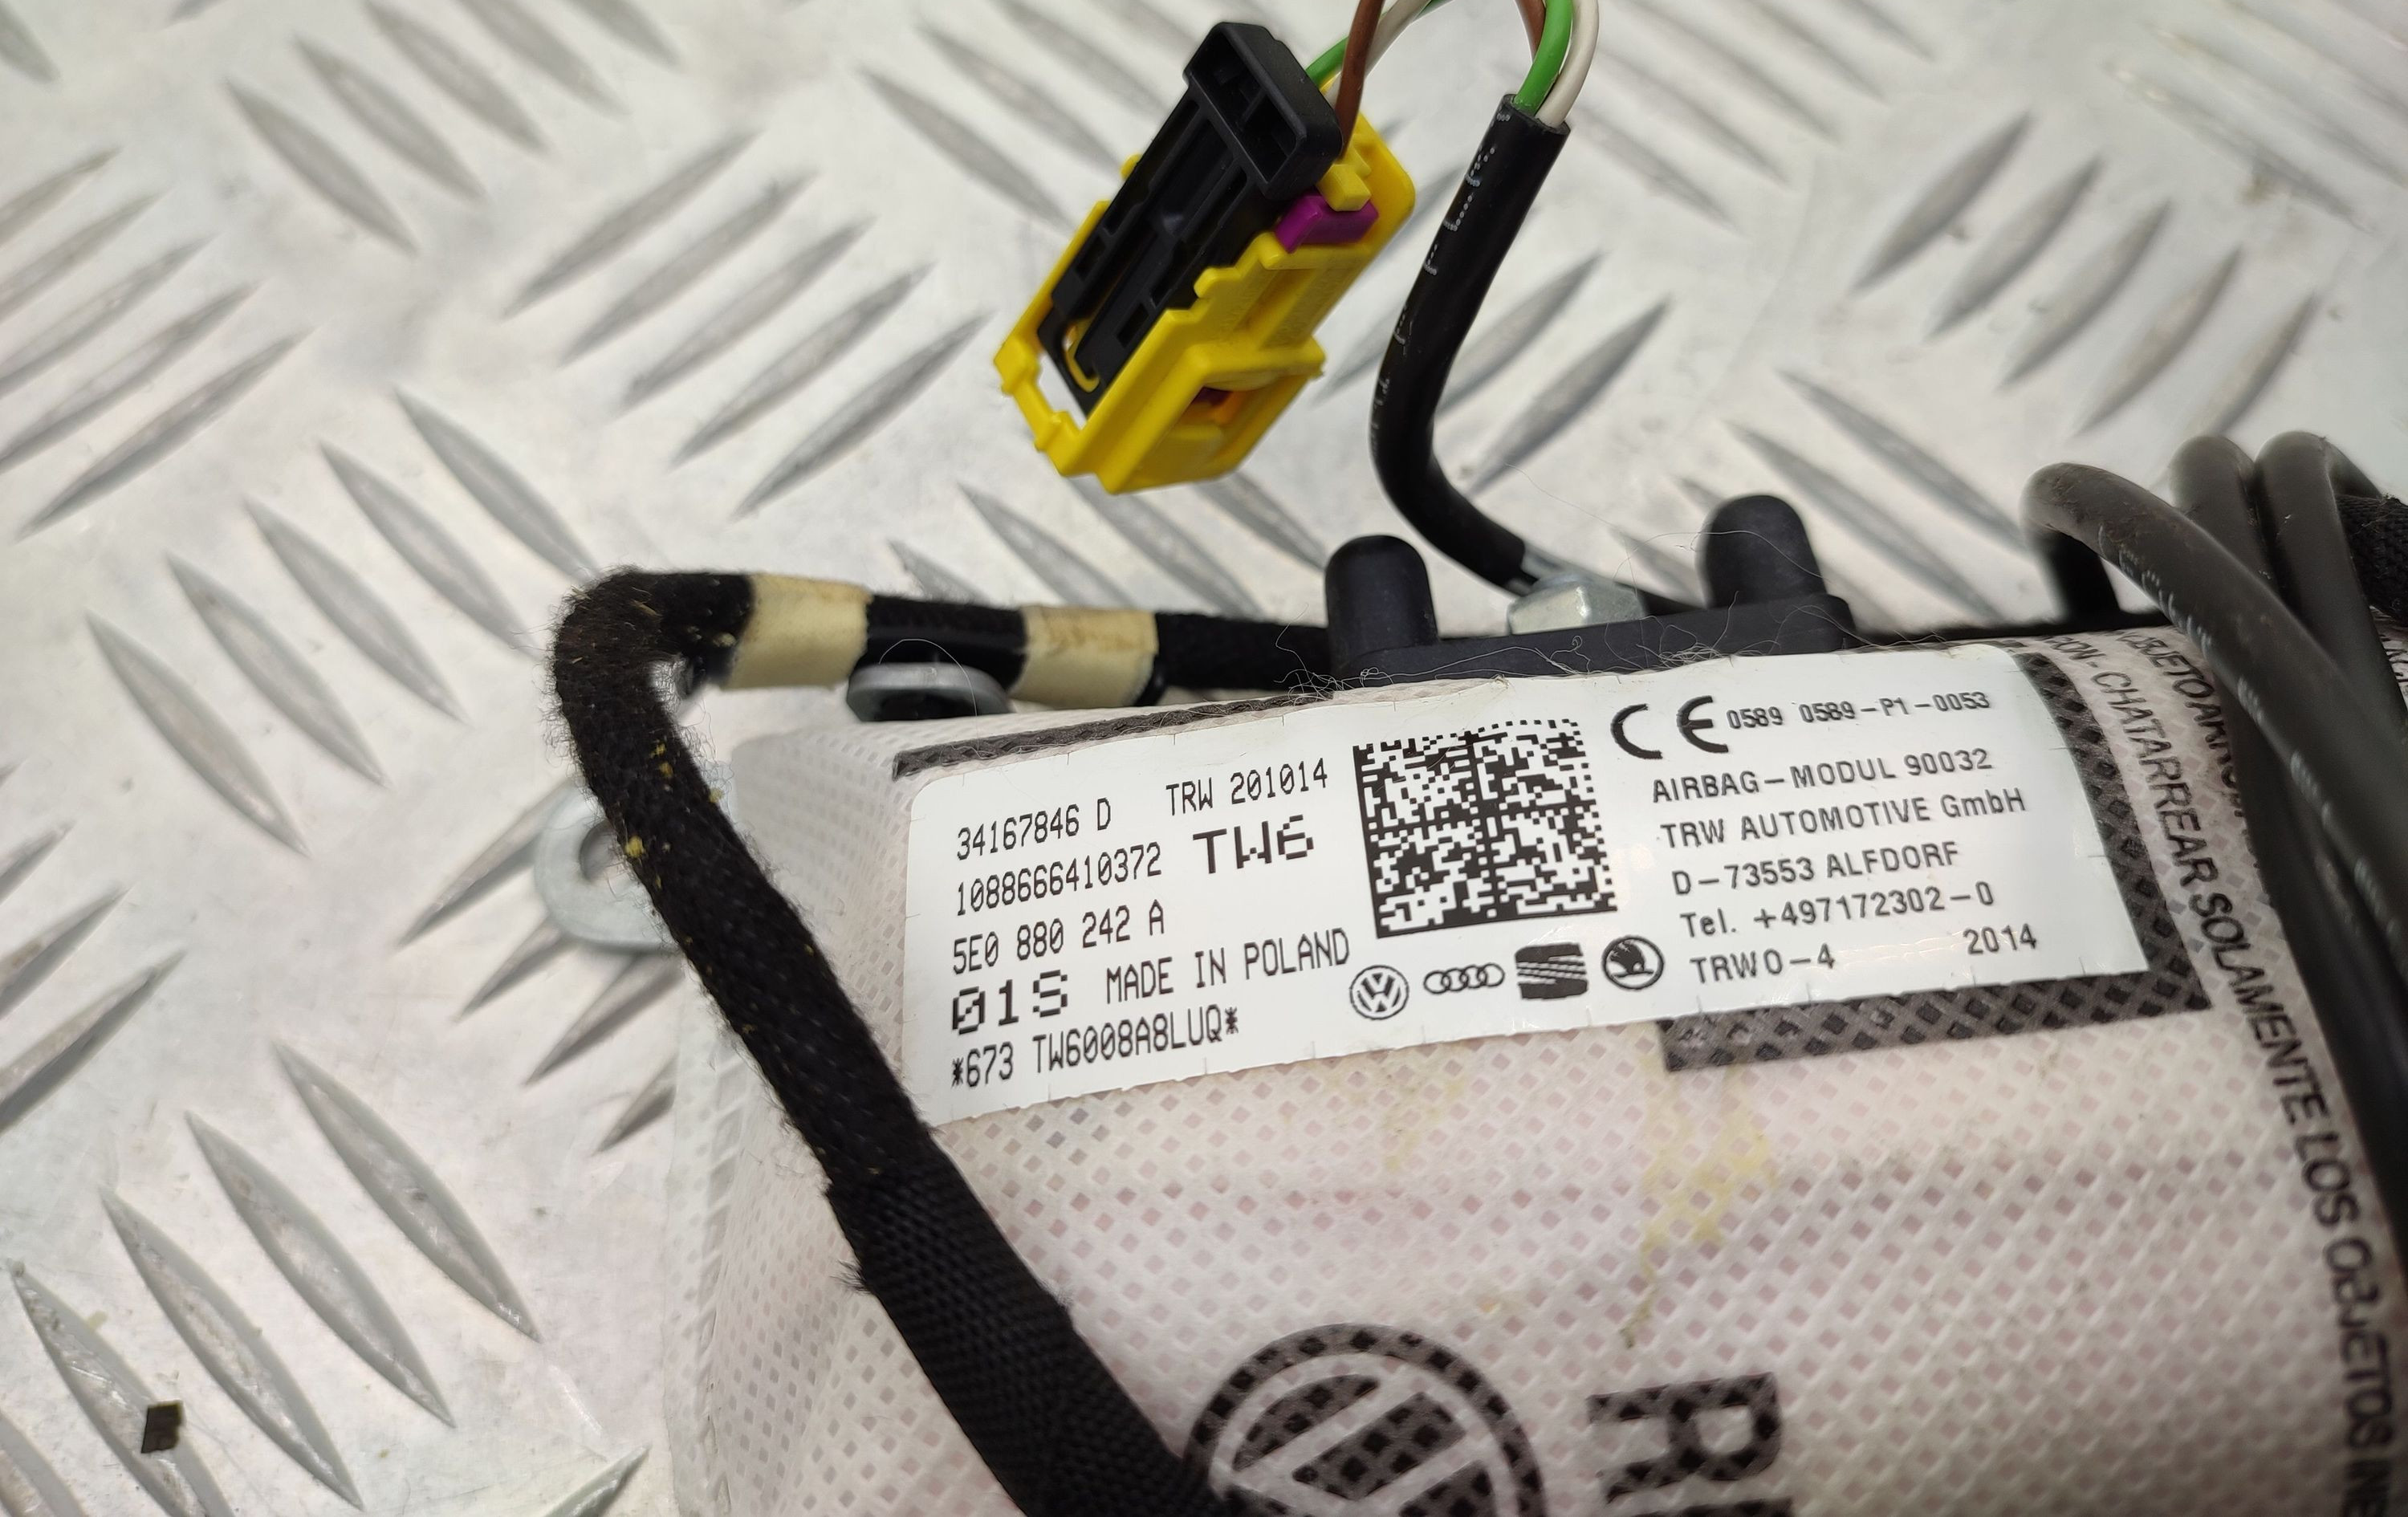 34167846 D TRW 201014
1088666410372 TW6
5E0 880 242 A
01S MADE IN POLAND
*673 TW6008A8LUQ*
CE 0589 0589-P1-0053
AIRBAG-MODUL 90032
TRW AUTOMOTIVE GmbH
D-73553 ALFDORF
Tel. +497172302-0
TRWO-4 2014
CHATARREAR SOLAMENTE LOS OBJETOS